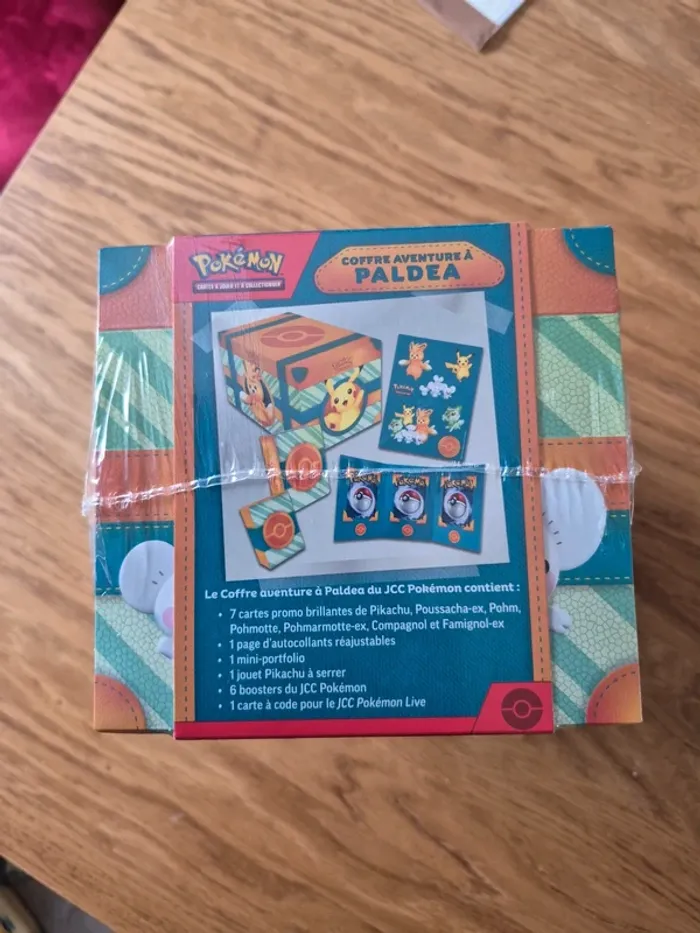 POKéMON
CARTES À JOUER ET À COLLECTIONNER
COFFRE AVENTURE À
PALDEA
Le Coffre aventure à Paldea du JCC Pokémon contient :
• 7 cartes promo brillantes de Pikachu, Poussacha-ex, Pohm,
Pohmotte, Pohmarmotte-ex, Compagnol et Famignol-ex
• 1 page d'autocollants réajustables
• 1 mini-portfolio
• 1 jouet Pikachu à serrer
• 6 boosters du JCC Pokémon
• 1 carte à code pour le JCC Pokémon Live